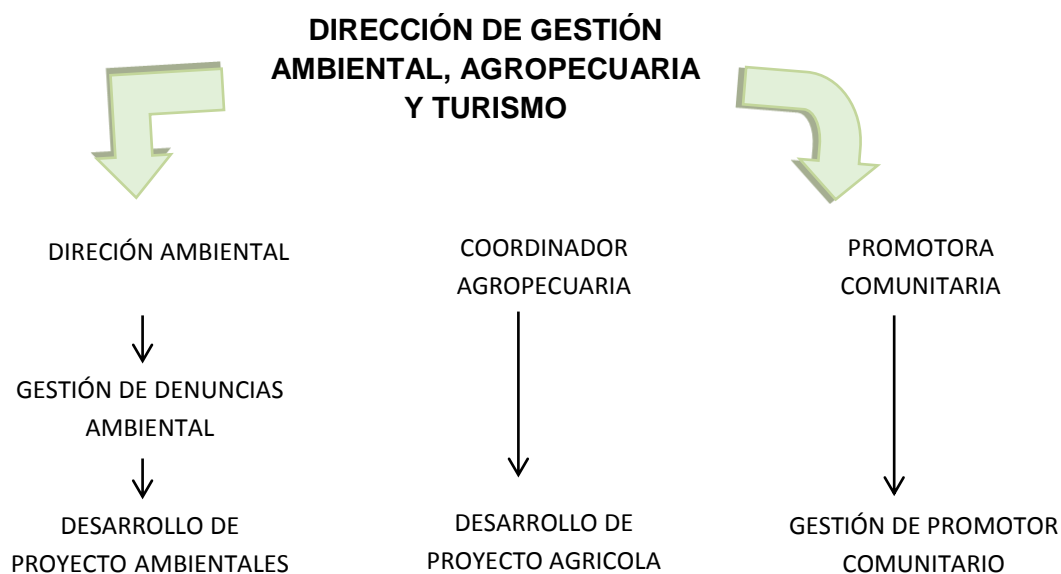 DIRECCIÓN DE GESTIÓN
AMBIENTAL, AGROPECUARIA
Y TURISMO
DIRECIÓN AMBIENTAL
COORDINADOR
AGROPECUARIA
PROMOTORA
COMUNITARIA
GESTIÓN DE DENUNCIAS
AMBIENTAL
DESARROLLO DE
PROYECTO AMBIENTALES
DESARROLLO DE
PROYECTO AGRICOLA
GESTIÓN DE PROMOTOR
COMUNITARIO